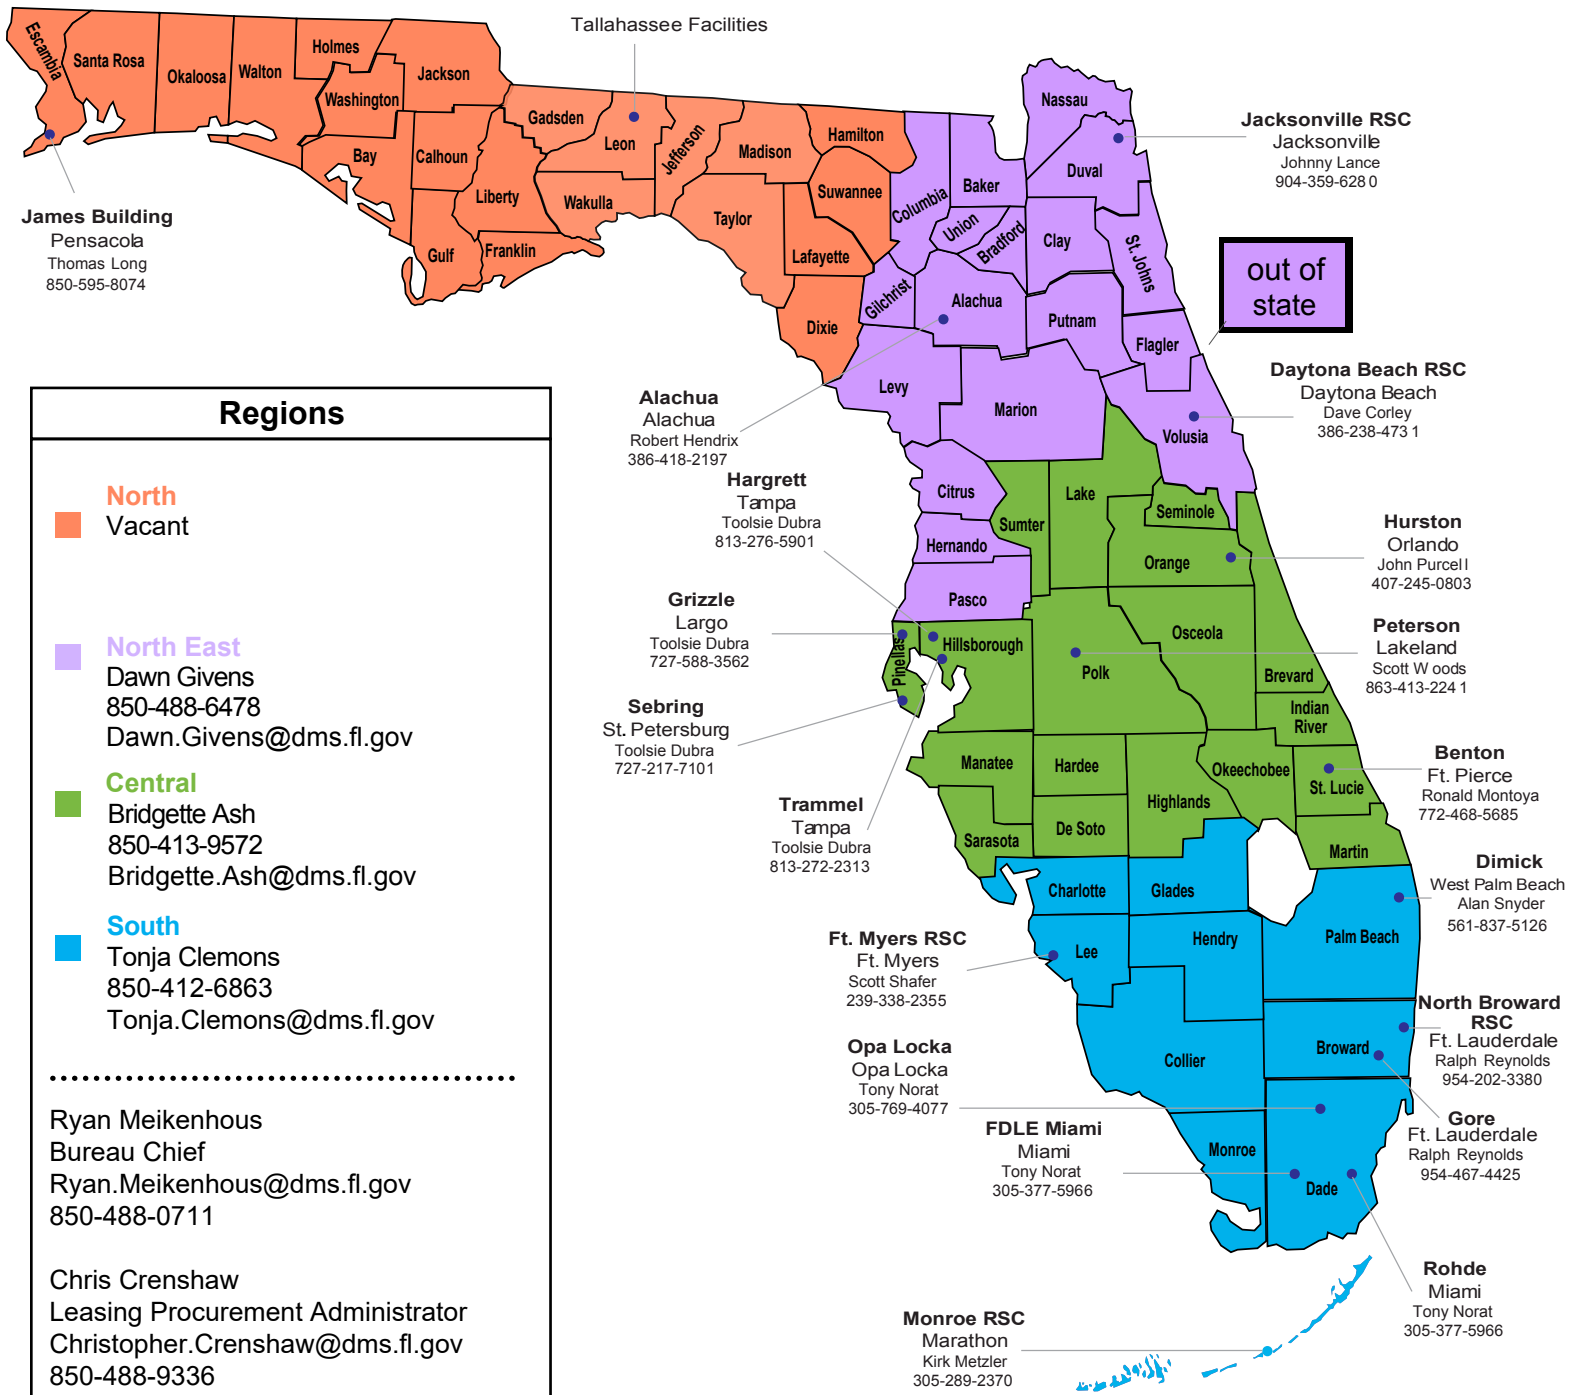 Tallahassee Facilities
Escambia
Santa Rosa
Okaloosa
Walton
Holmes
Washington
Jackson
Bay
Calhoun
Gulf
Liberty
Franklin
Gadsden
Leon
Wakulla
Jefferson
Madison
Taylor
Hamilton
Suwannee
Lafayette
Dixie
Columbia
Baker
Union
Bradford
Nassau
Duval
Clay
St. Johns
Gilchrist
Alachua
Putnam
Flagler
Levy
Marion
Volusia
Citrus
Hernando
Pasco
Sumter
Lake
Seminole
Orange
Pinellas
Hillsborough
Polk
Osceola
Brevard
Indian
River
Manatee
Hardee
Highlands
Okeechobee
St. Lucie
Sarasota
De Soto
Martin
Charlotte
Glades
Lee
Hendry
Palm Beach
Collier
Broward
Monroe
Dade
James Building
Pensacola
Thomas Long
850-595-8074
Jacksonville RSC
Jacksonville
Johnny Lance
904-359-628 0
out of
state
Daytona Beach RSC
Daytona Beach
Dave Corley
386-238-473 1
Alachua
Alachua
Robert Hendrix
386-418-2197
Hargrett
Tampa
Toolsie Dubra
813-276-5901
Grizzle
Largo
Toolsie Dubra
727-588-3562
Sebring
St. Petersburg
Toolsie Dubra
727-217-7101
Trammel
Tampa
Toolsie Dubra
813-272-2313
Hurston
Orlando
John Purcell
407-245-0803
Peterson
Lakeland
Scott W oods
863-413-224 1
Benton
Ft. Pierce
Ronald Montoya
772-468-5685
Dimick
West Palm Beach
Alan Snyder
561-837-5126
Ft. Myers RSC
Ft. Myers
Scott Shafer
239-338-2355
North Broward
RSC
Ft. Lauderdale
Ralph Reynolds
954-202-3380
Opa Locka
Opa Locka
Tony Norat
305-769-4077
Gore
Ft. Lauderdale
Ralph Reynolds
954-467-4425
FDLE Miami
Miami
Tony Norat
305-377-5966
Rohde
Miami
Tony Norat
305-377-5966
Monroe RSC
Marathon
Kirk Metzler
305-289-2370
Regions
North
Vacant
North East
Dawn Givens
850-488-6478
Dawn.Givens@dms.fl.gov
Central
Bridgette Ash
850-413-9572
Bridgette.Ash@dms.fl.gov
South
Tonja Clemons
850-412-6863
Tonja.Clemons@dms.fl.gov
Ryan Meikenhous
Bureau Chief
Ryan.Meikenhous@dms.fl.gov
850-488-0711
Chris Crenshaw
Leasing Procurement Administrator
Christopher.Crenshaw@dms.fl.gov
850-488-9336